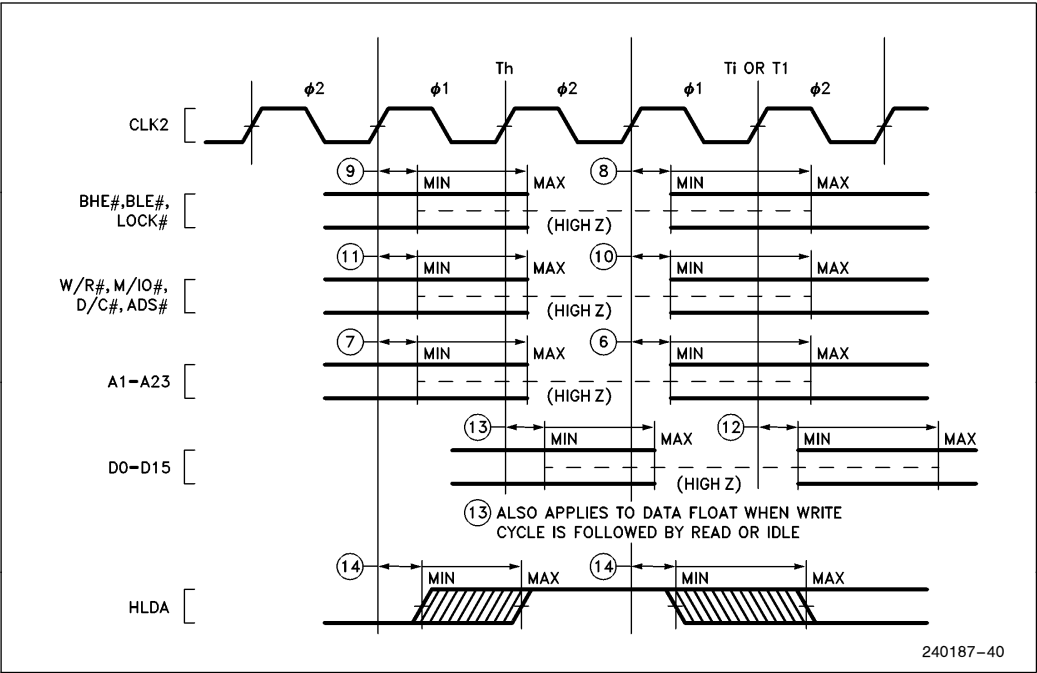 Th Ti OR T1
ϕ2 ϕ1 ϕ2 ϕ1 ϕ2
CLK2
9 MIN MAX 8 MIN MAX
BHE#,BLE#,
LOCK#
(HIGH Z)
11 MIN MAX 10 MIN MAX
W/R#, M/IO#,
D/C#, ADS#
(HIGH Z)
7 MIN MAX 6 MIN MAX
A1–A23
(HIGH Z)
13 MIN MAX 12 MIN MAX
D0–D15
(HIGH Z)
13 ALSO APPLIES TO DATA FLOAT WHEN WRITE
CYCLE IS FOLLOWED BY READ OR IDLE
14 MIN MAX 14 MIN MAX
HLDA
240187–40